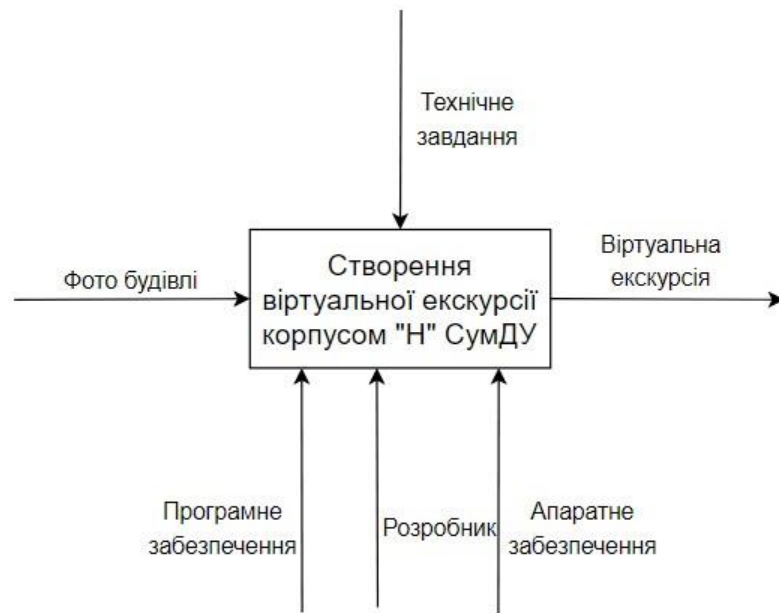 Технічне
завдання
Фото будівлі
Створення
віртуальної екскурсії
корпусом "Н" СумДУ
Віртуальна
екскурсія
Програмне
забезпечення
Розробник
Апаратне
забезпечення